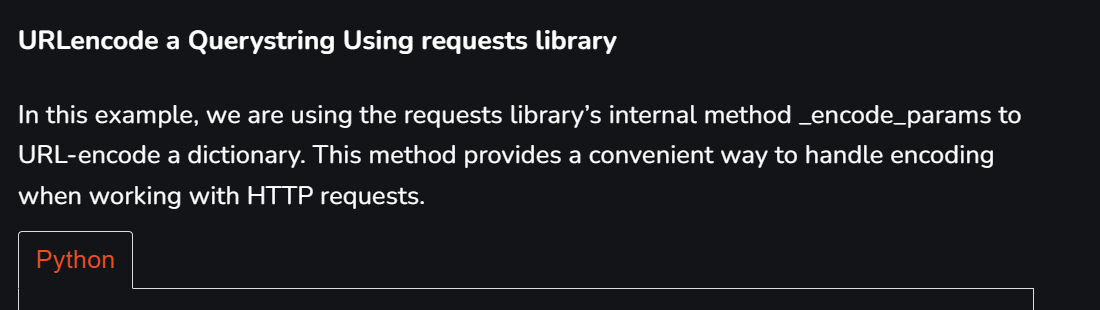 URLencode a Querystring Using requests library
In this example, we are using the requests library’s internal method _encode_params to
URL-encode a dictionary. This method provides a convenient way to handle encoding
when working with HTTP requests.
Python